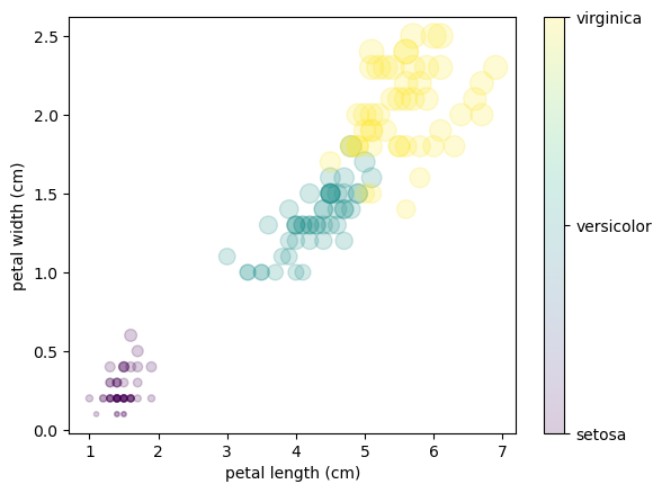 2.5
2.0
1.5
1.0
0.5
0.0
petal width (cm)
1 2 3 4 5 6 7
petal length (cm)
virginica
versicolor
setosa